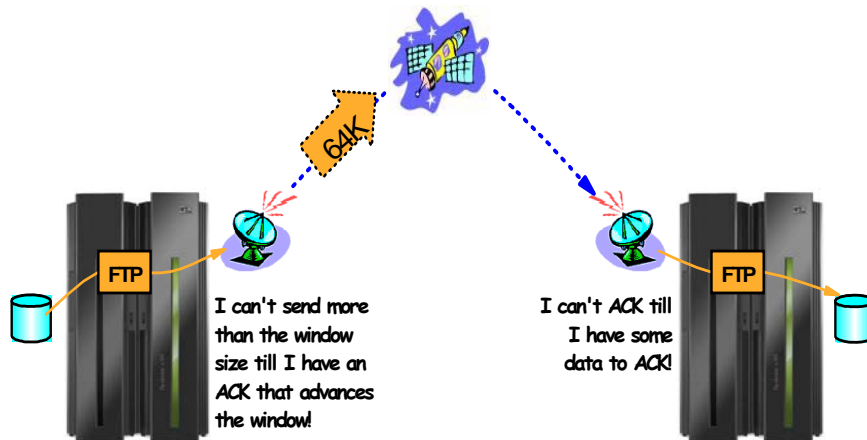 64K
FTP
FTP
I can't send more
than the window
size till I have an
ACK that advances
the window!
I can't ACK till
I have some
data to ACK!